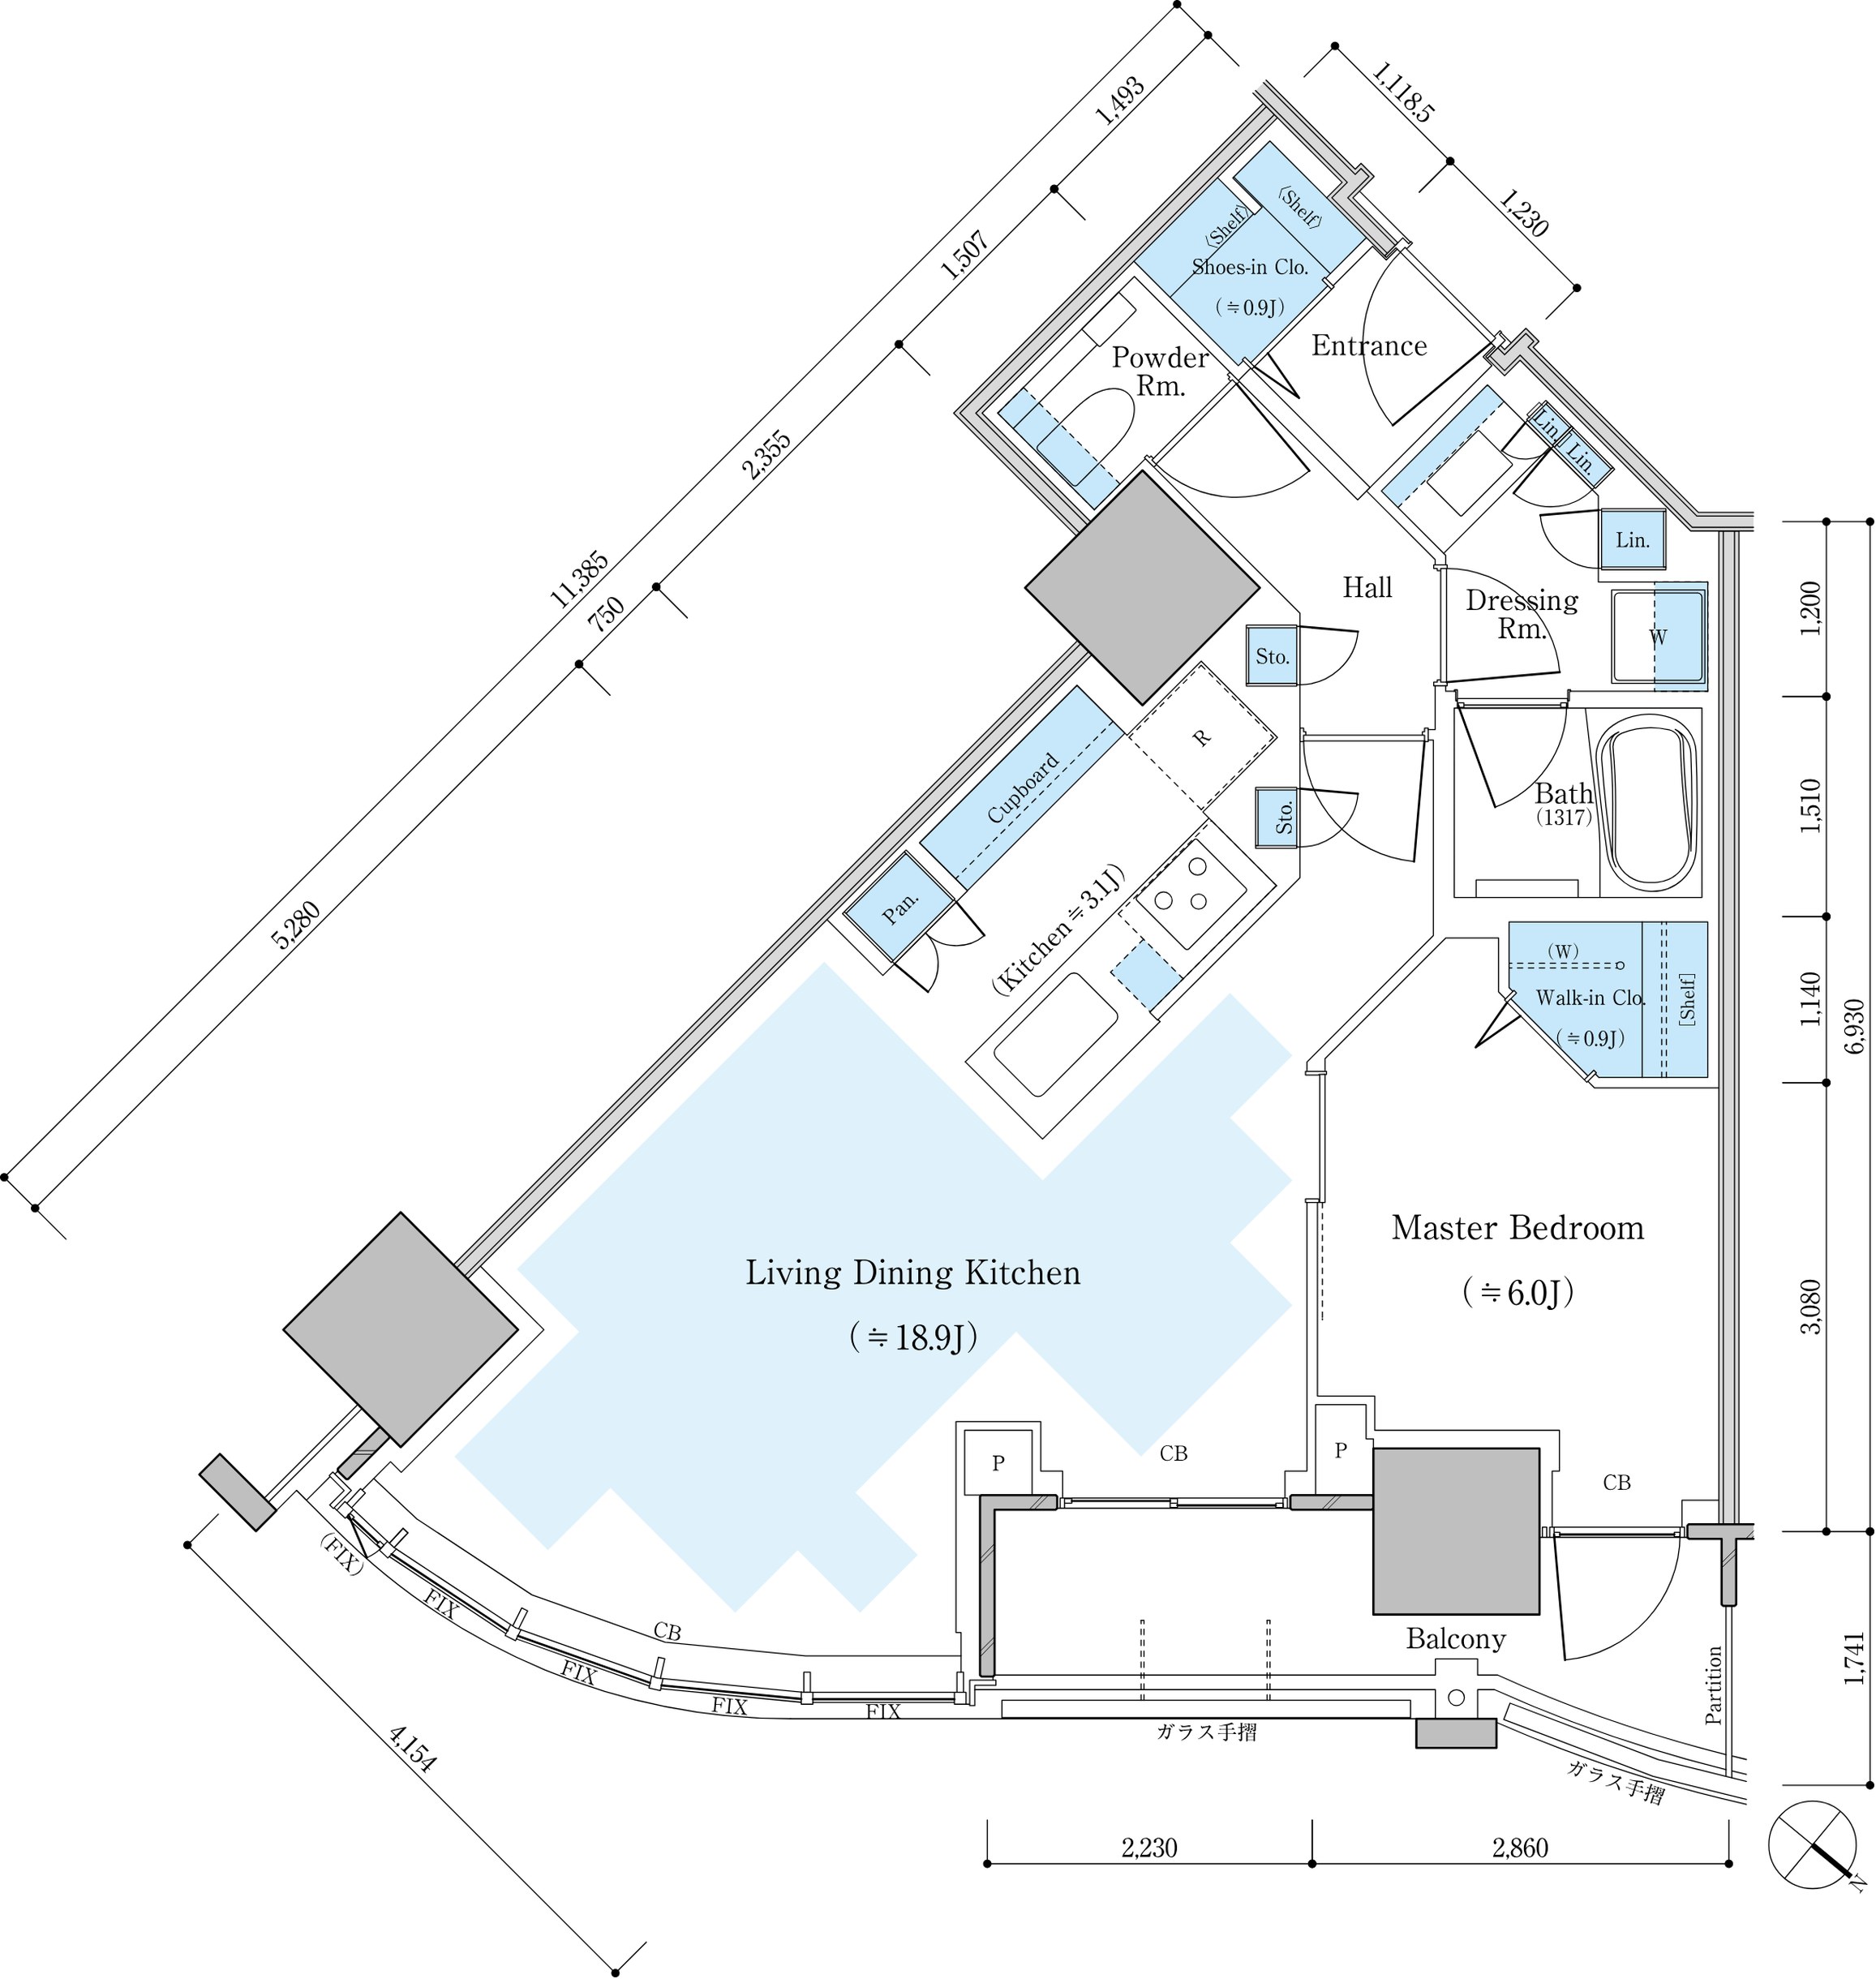 1,493
1,118.5
1,507
1,230
2,355
11,385
750
5,280
〈Shelf〉
〈Shelf〉
Shoes-in Clo.
(≒0.9J)
Entrance
Powder
Rm.
Lin.
Lin.
Lin.
Hall
Dressing
Rm.
W
Sto.
R
Cupboard
Sto.
Bath
(1317)
Pan.
(Kitchen≒3.1J)
(W)
Walk-in Clo.
(≒0.9J)
[Shelf]
1,200
1,510
1,140
6,930
3,080
1,741
Living Dining Kitchen
(≒18.9J)
Master Bedroom
(≒6.0J)
P
CB
P
CB
(FIX)
FIX
FIX
FIX
FIX
CB
Balcony
Partition
ガラス手摺
ガラス手摺
4,154
2,230
2,860
N